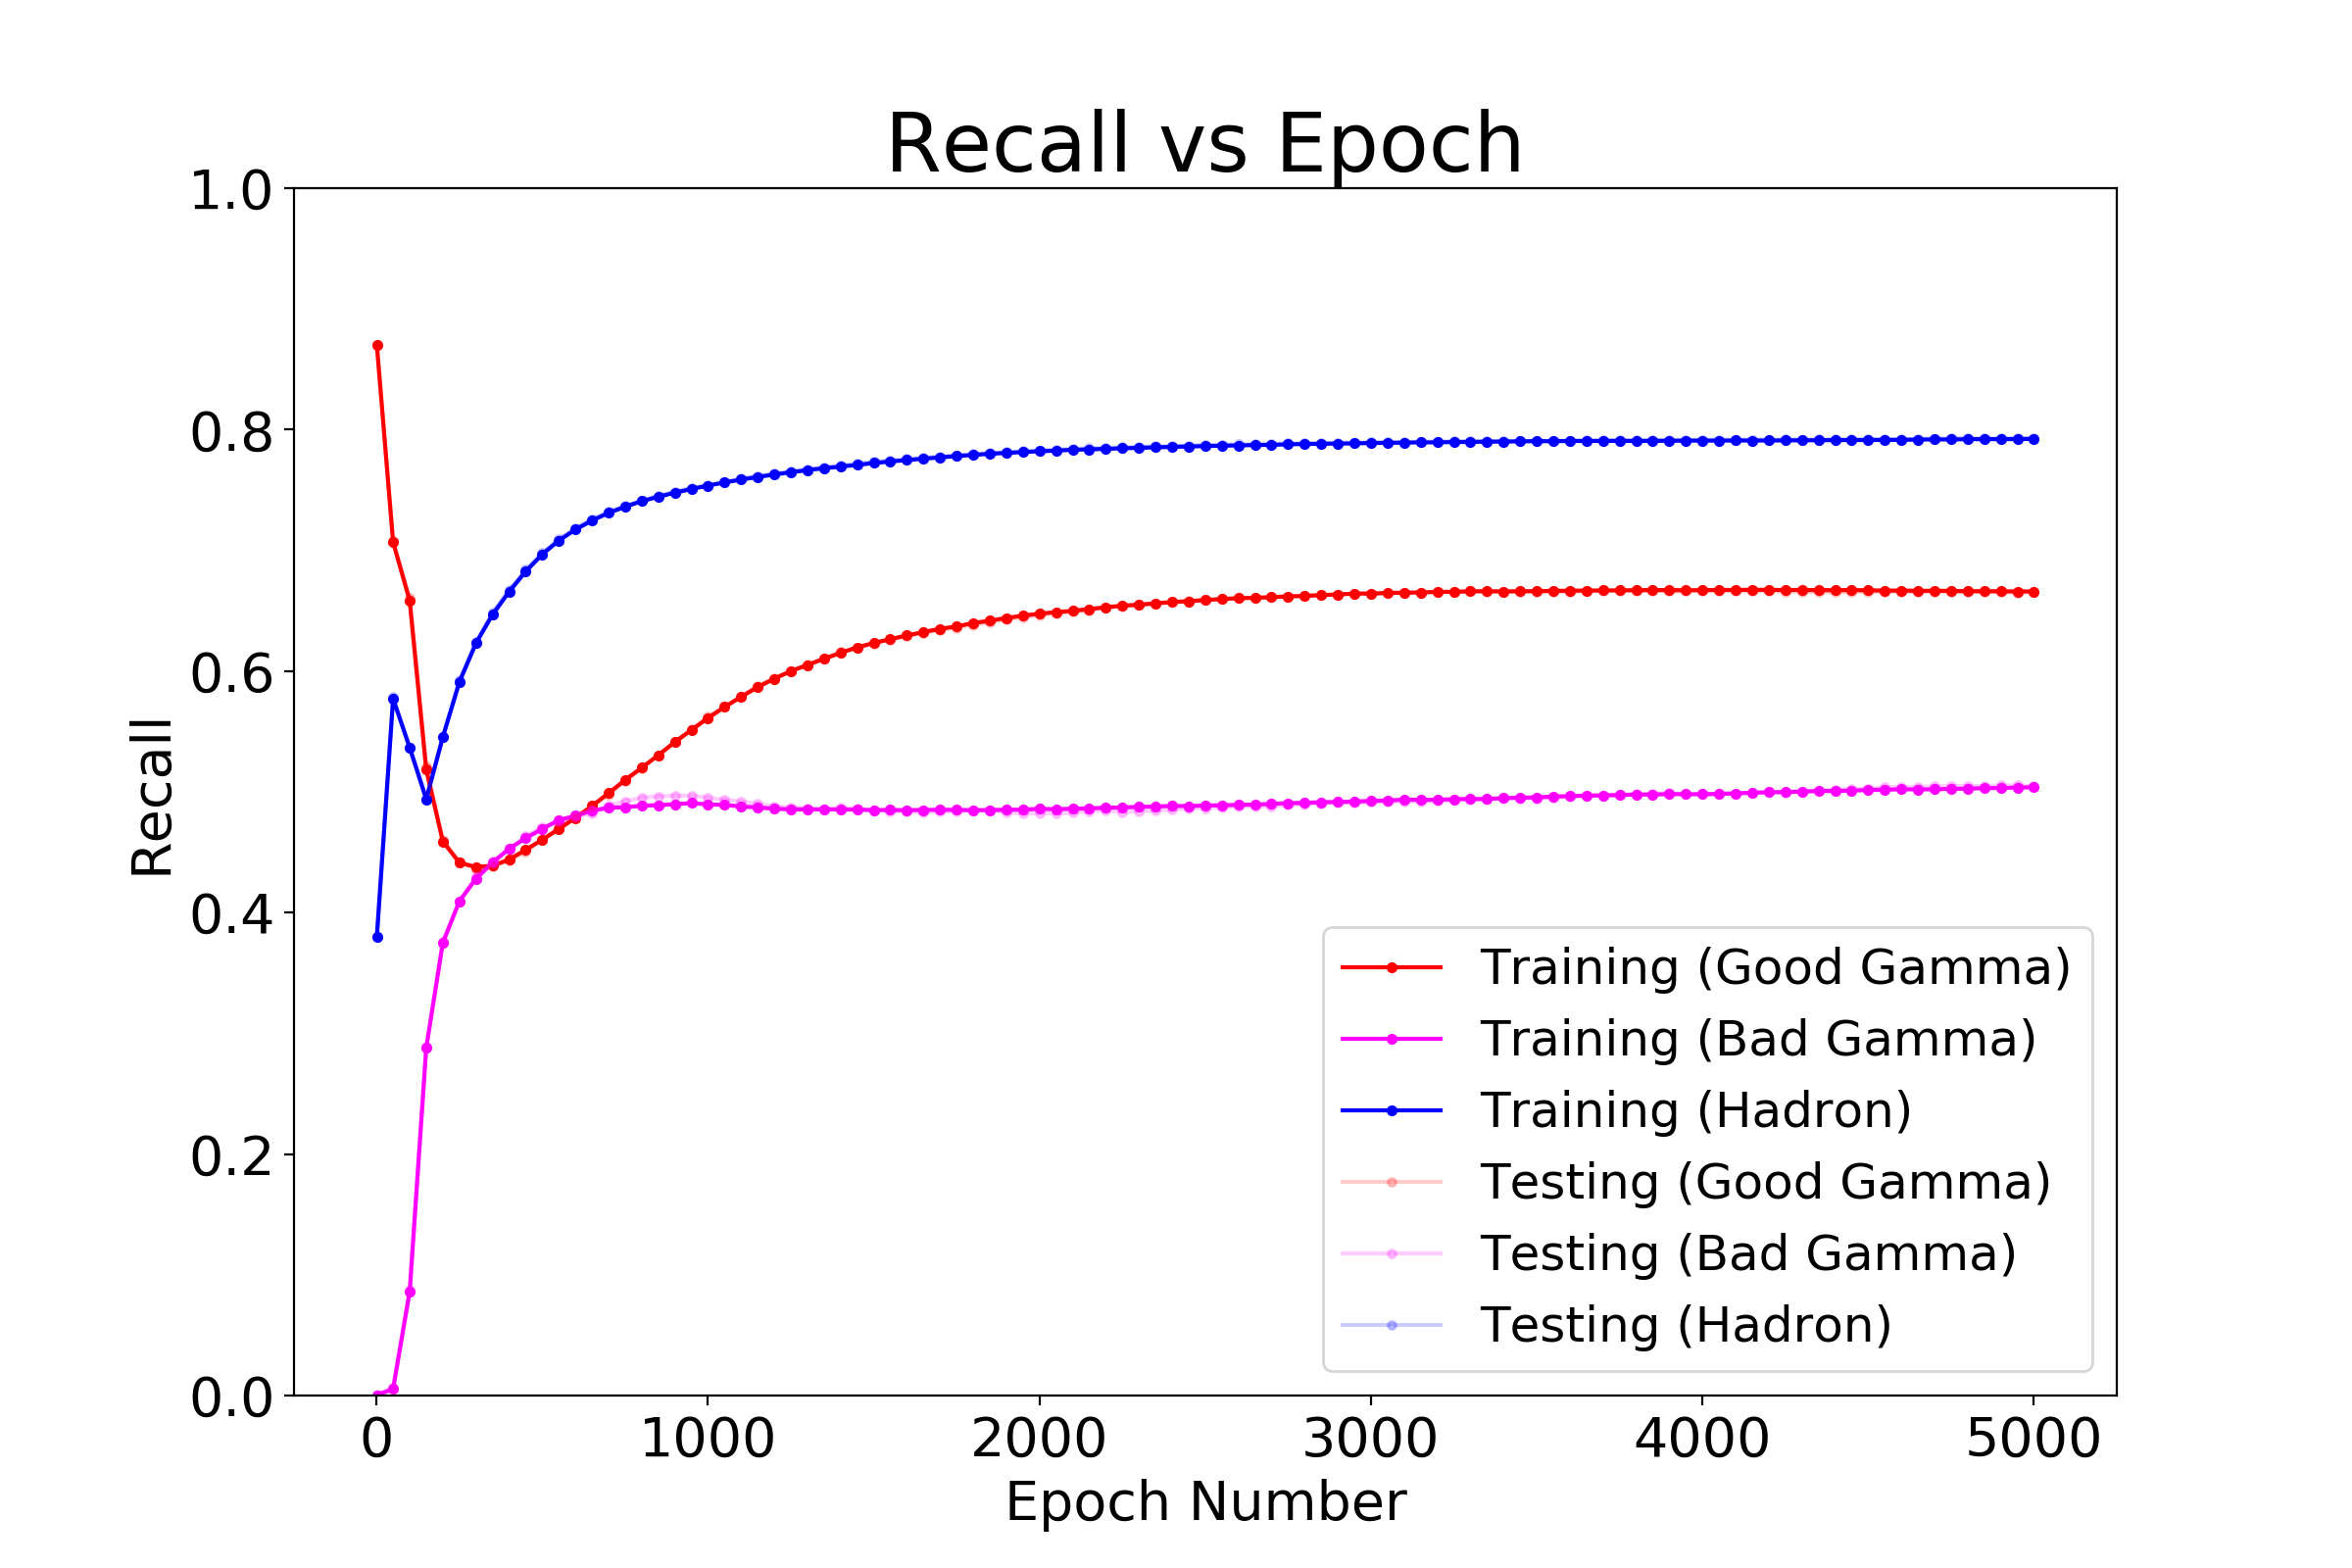 Recall vs Epoch
1.0
0.8
0.6
0.4
0.2
0.0
Recall
0 1000 2000 3000 4000 5000
Epoch Number
Training (Good Gamma)
Training (Bad Gamma)
Training (Hadron)
Testing (Good Gamma)
Testing (Bad Gamma)
Testing (Hadron)